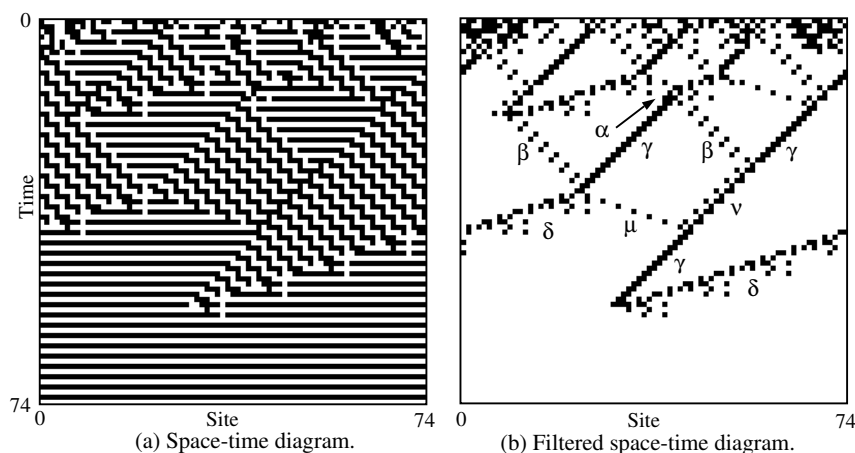 0
Time
74
0 Site 74
(a) Space-time diagram.
α
β
γ
β
γ
δ
μ
ν
γ
δ
0 Site 74
(b) Filtered space-time diagram.